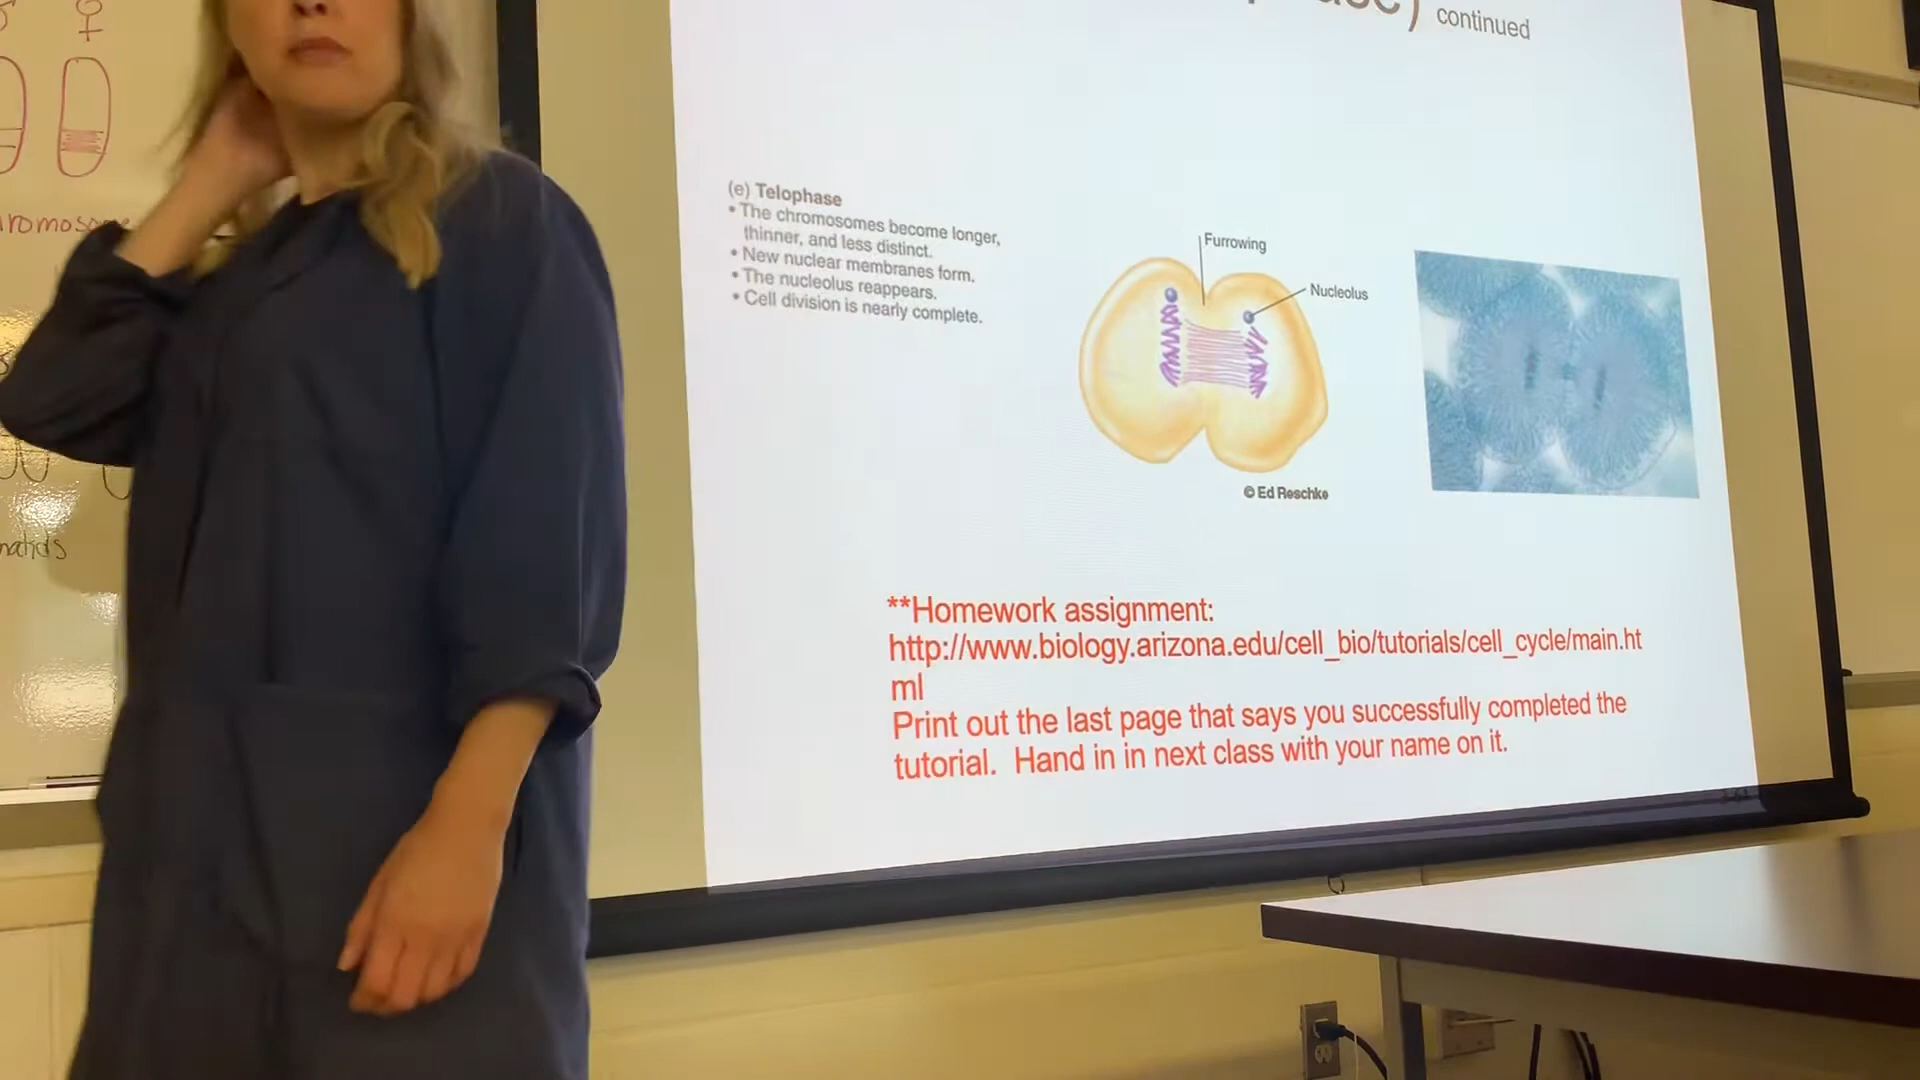 continued
(e) Telophase
• The chromosomes become longer,
thinner, and less distinct.
• New nuclear membranes form.
• The nucleolus reappears.
• Cell division is nearly complete.
Furrowing
Nucleolus
© Ed Reschke
**Homework assignment:
http://www.biology.arizona.edu/cell_bio/tutorials/cell_cycle/main.ht
ml
Print out the last page that says you successfully completed the
tutorial. Hand in in next class with your name on it.